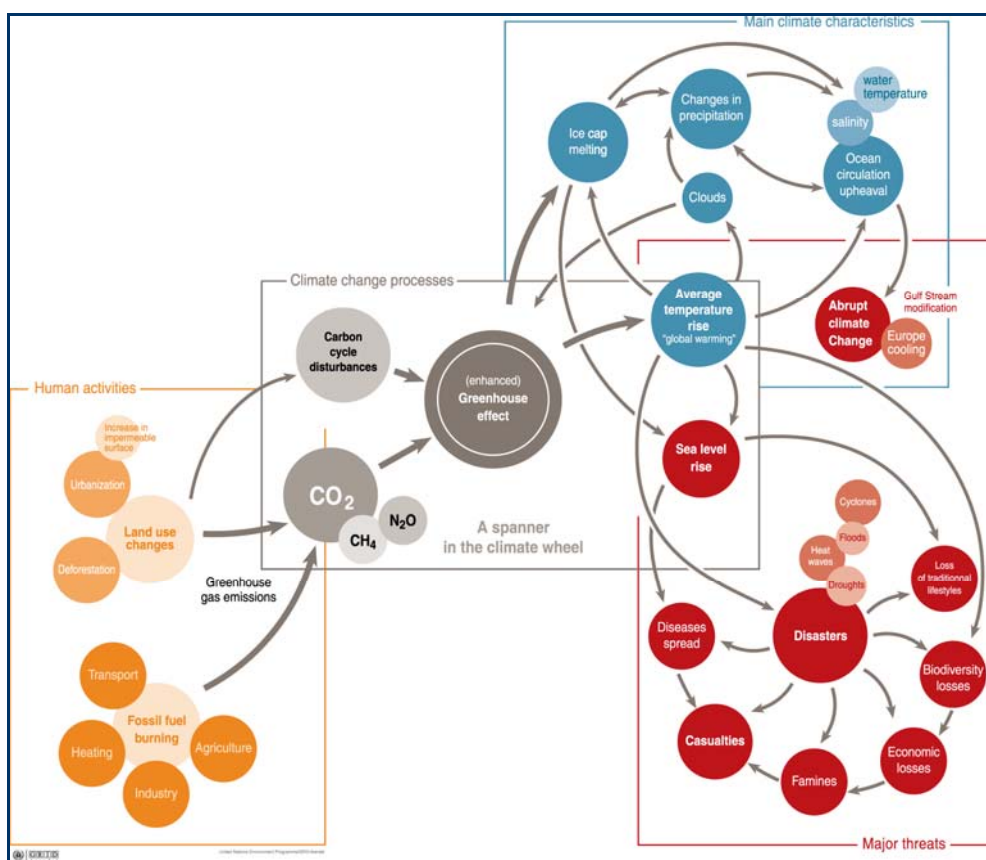 Main climate characteristics
water
temperature
salinity
Changes in
precipitation
Ice cap
melting
Ocean
circulation
upheaval
Clouds
Climate change processes
Average
temperature
rise
"global warming"
Gulf Stream
modification
Abrupt
climate
Change
Europe
cooling
Carbon
cycle
disturbances
(enhanced)
Greenhouse
effect
Human activities
Increase in
impermeable
surface
Urbanization
Land use
changes
Deforestation
CO2
CH4
N2O
A spanner
in the climate wheel
Sea level
rise
Greenhouse
gas emissions
Cyclones
Floods
Heat
waves
Droughts
Loss
of traditionnal
lifestyles
Diseases
spread
Disasters
Biodiversity
losses
Transport
Fossil fuel
burning
Heating
Agriculture
Industry
Casualties
Famines
Economic
losses
Major threats